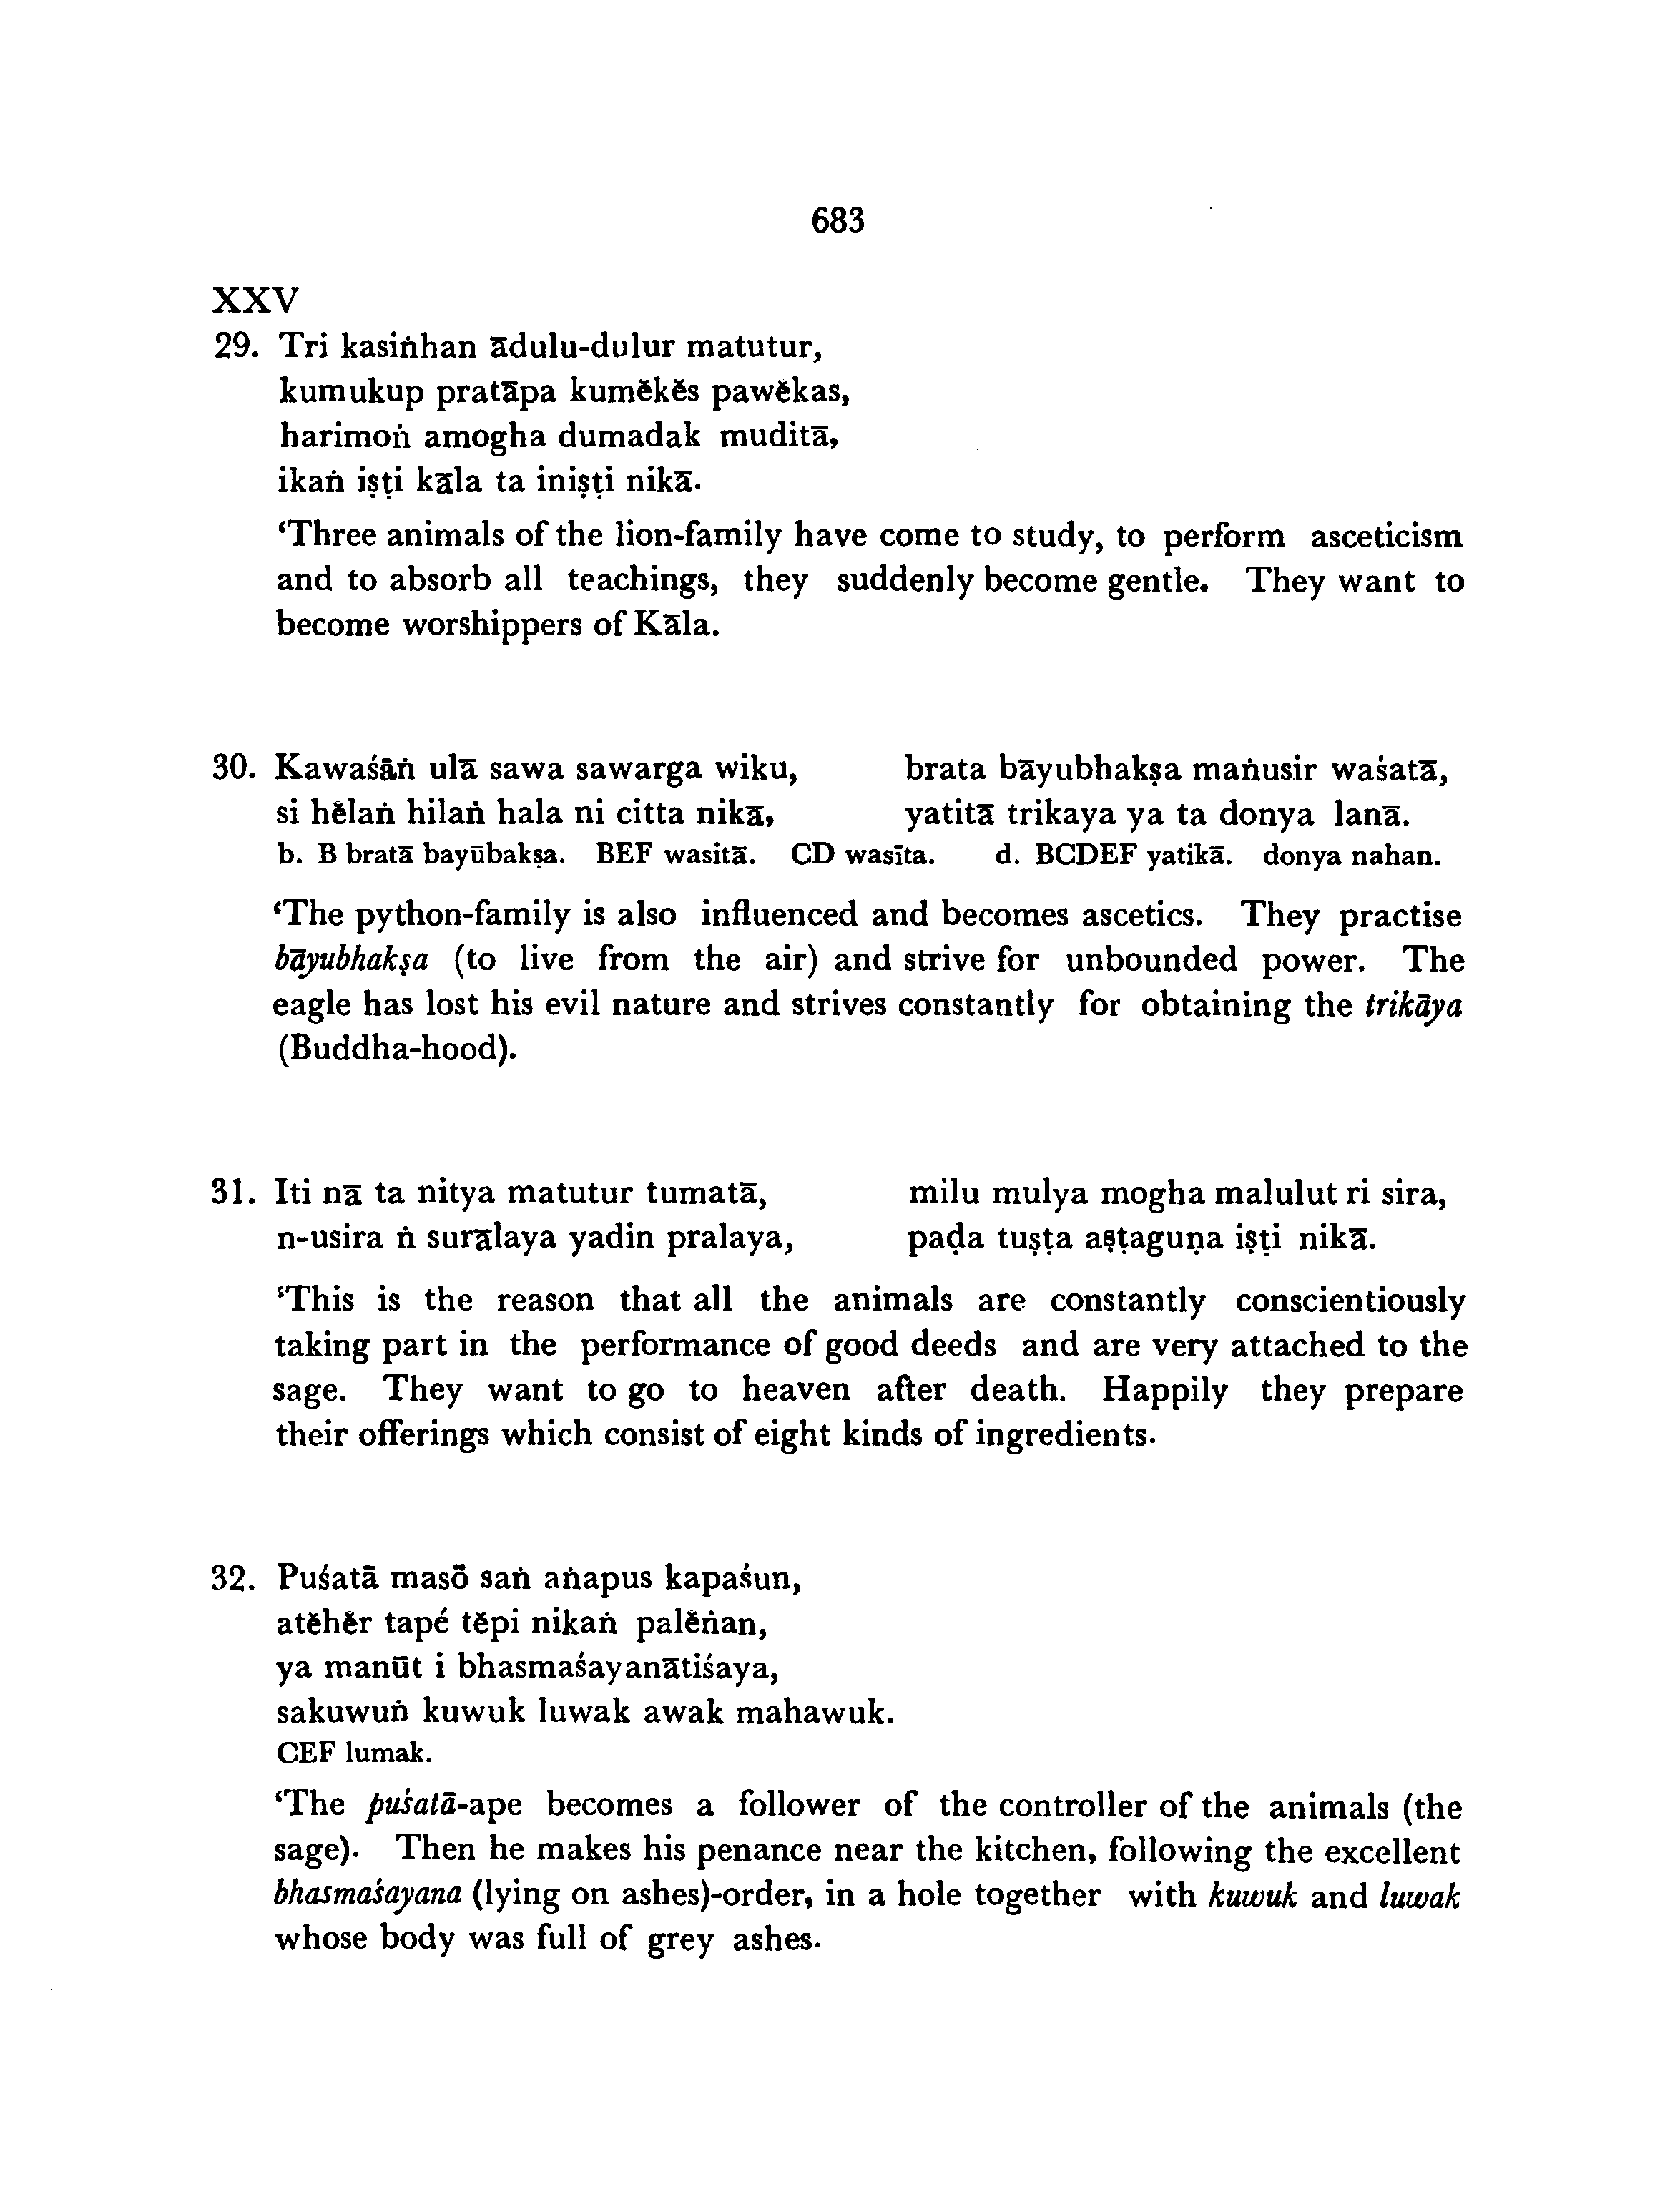 683
XXV
29. Tri kasiṅhan ādulu-dulur matutur,
kumukup pratāpa kumĕkĕs pawĕkas,
harimoṅ amogha dumadak muditā,
ikaṅ iṣṭi kāla ta iniṣṭi nikā.
‘Three animals of the lion-family have come to study, to perform asceticism
and to absorb all teachings, they suddenly become gentle. They want to
become worshippers of Kāla.
30. Kawaśāṅ ulā sawa sawarga wiku, brata bāyubhakṣa maṅusir waśatā,
si hĕlaṅ hilaṅ hala ni citta nikā, yatitā trikaya ya ta donya lanā.
b. B bratā bayūbakṣa. BEF wasitā. CD wasīta. d. BCDEF yatikā. donya nahan.
‘The python-family is also influenced and becomes ascetics. They practise
bāyubhakṣa (to live from the air) and strive for unbounded power. The
eagle has lost his evil nature and strives constantly for obtaining the trikāya
(Buddha-hood).
31. Iti nā ta nitya matutur tumatā, milu mulya mogha malulut ri sira,
n-usira ṅ surālaya yadin pralaya, paḍa tuṣṭa aṣṭaguṇa iṣṭi nikā.
‘This is the reason that all the animals are constantly conscientiously
taking part in the performance of good deeds and are very attached to the
sage. They want to go to heaven after death. Happily they prepare
their offerings which consist of eight kinds of ingredients.
32. Puśatā masȫ saṅ aṅapus kapaśun,
atĕhĕr tapé tĕpi nikaṅ palĕṅan,
ya manūt i bhasmaśayanātiśaya,
sakuwuṅ kuwuk luwak awak mahawuk.
CEF lumak.
‘The puśatā-ape becomes a follower of the controller of the animals (the
sage). Then he makes his penance near the kitchen, following the excellent
bhasmaśayana (lying on ashes)-order, in a hole together with kuwuk and luwak
whose body was full of grey ashes.